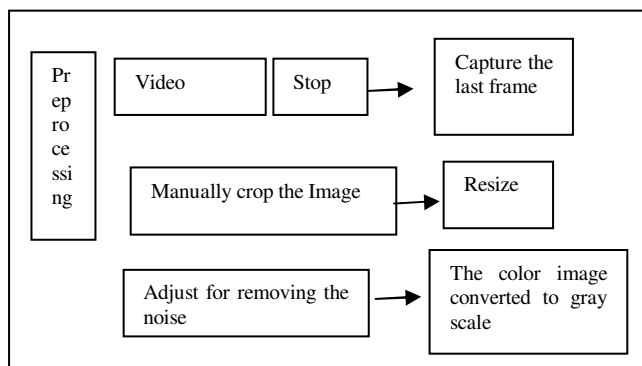 Pr
ep
ro
ce
ssi
ng
Video
Stop
Capture the
last frame
Manually crop the Image
Resize
Adjust for removing the
noise
The color image
converted to gray
scale